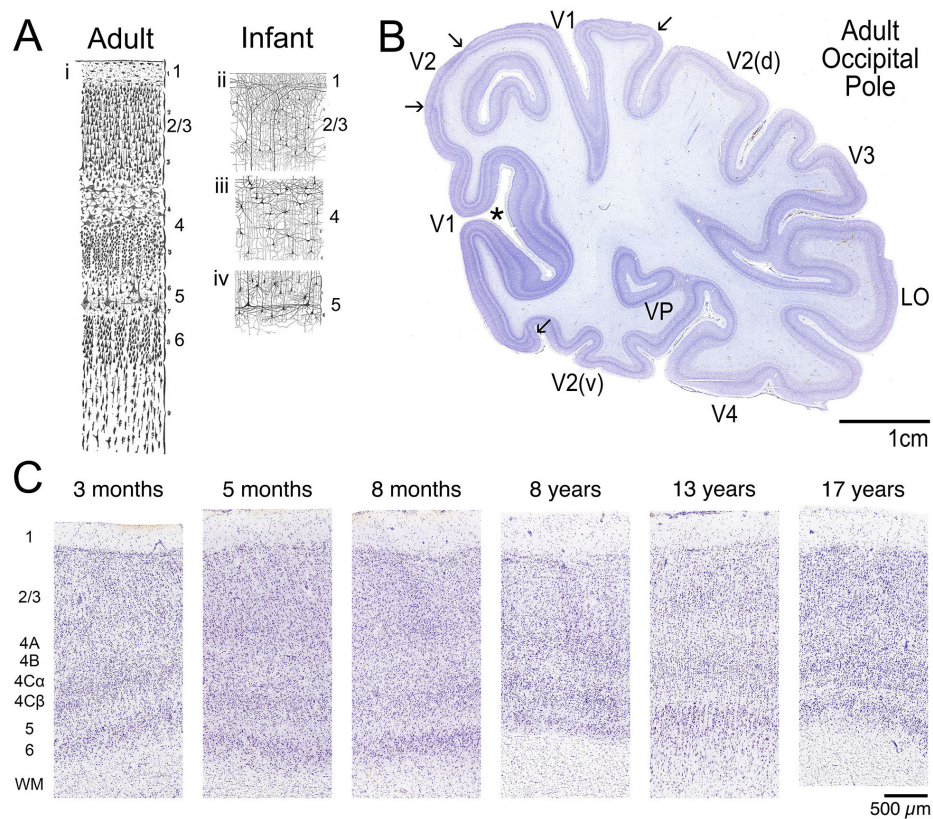 A
Adult
Infant
i
1
2/3
4
5
6
ii
1
2/3
iii
4
iv
5
B
Adult
Occipital
Pole
V1
V2
V2(d)
V3
V1
*
LO
VP
V2(v)
V4
1cm
C
3 months
5 months
8 months
8 years
13 years
17 years
1
2/3
4A
4B
4Cα
4Cβ
5
6
WM
500 µm